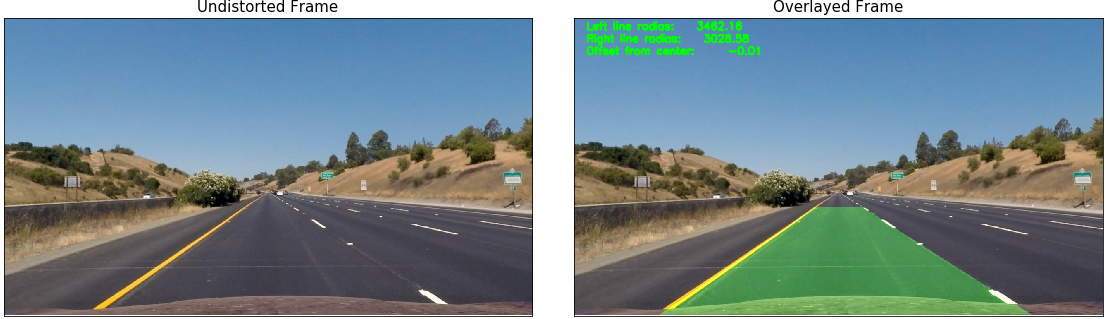 Undistorted Frame
Overlayed Frame
Left line radius: 3462.16
Right line radius: 3028.58
Offset from center: -0.01